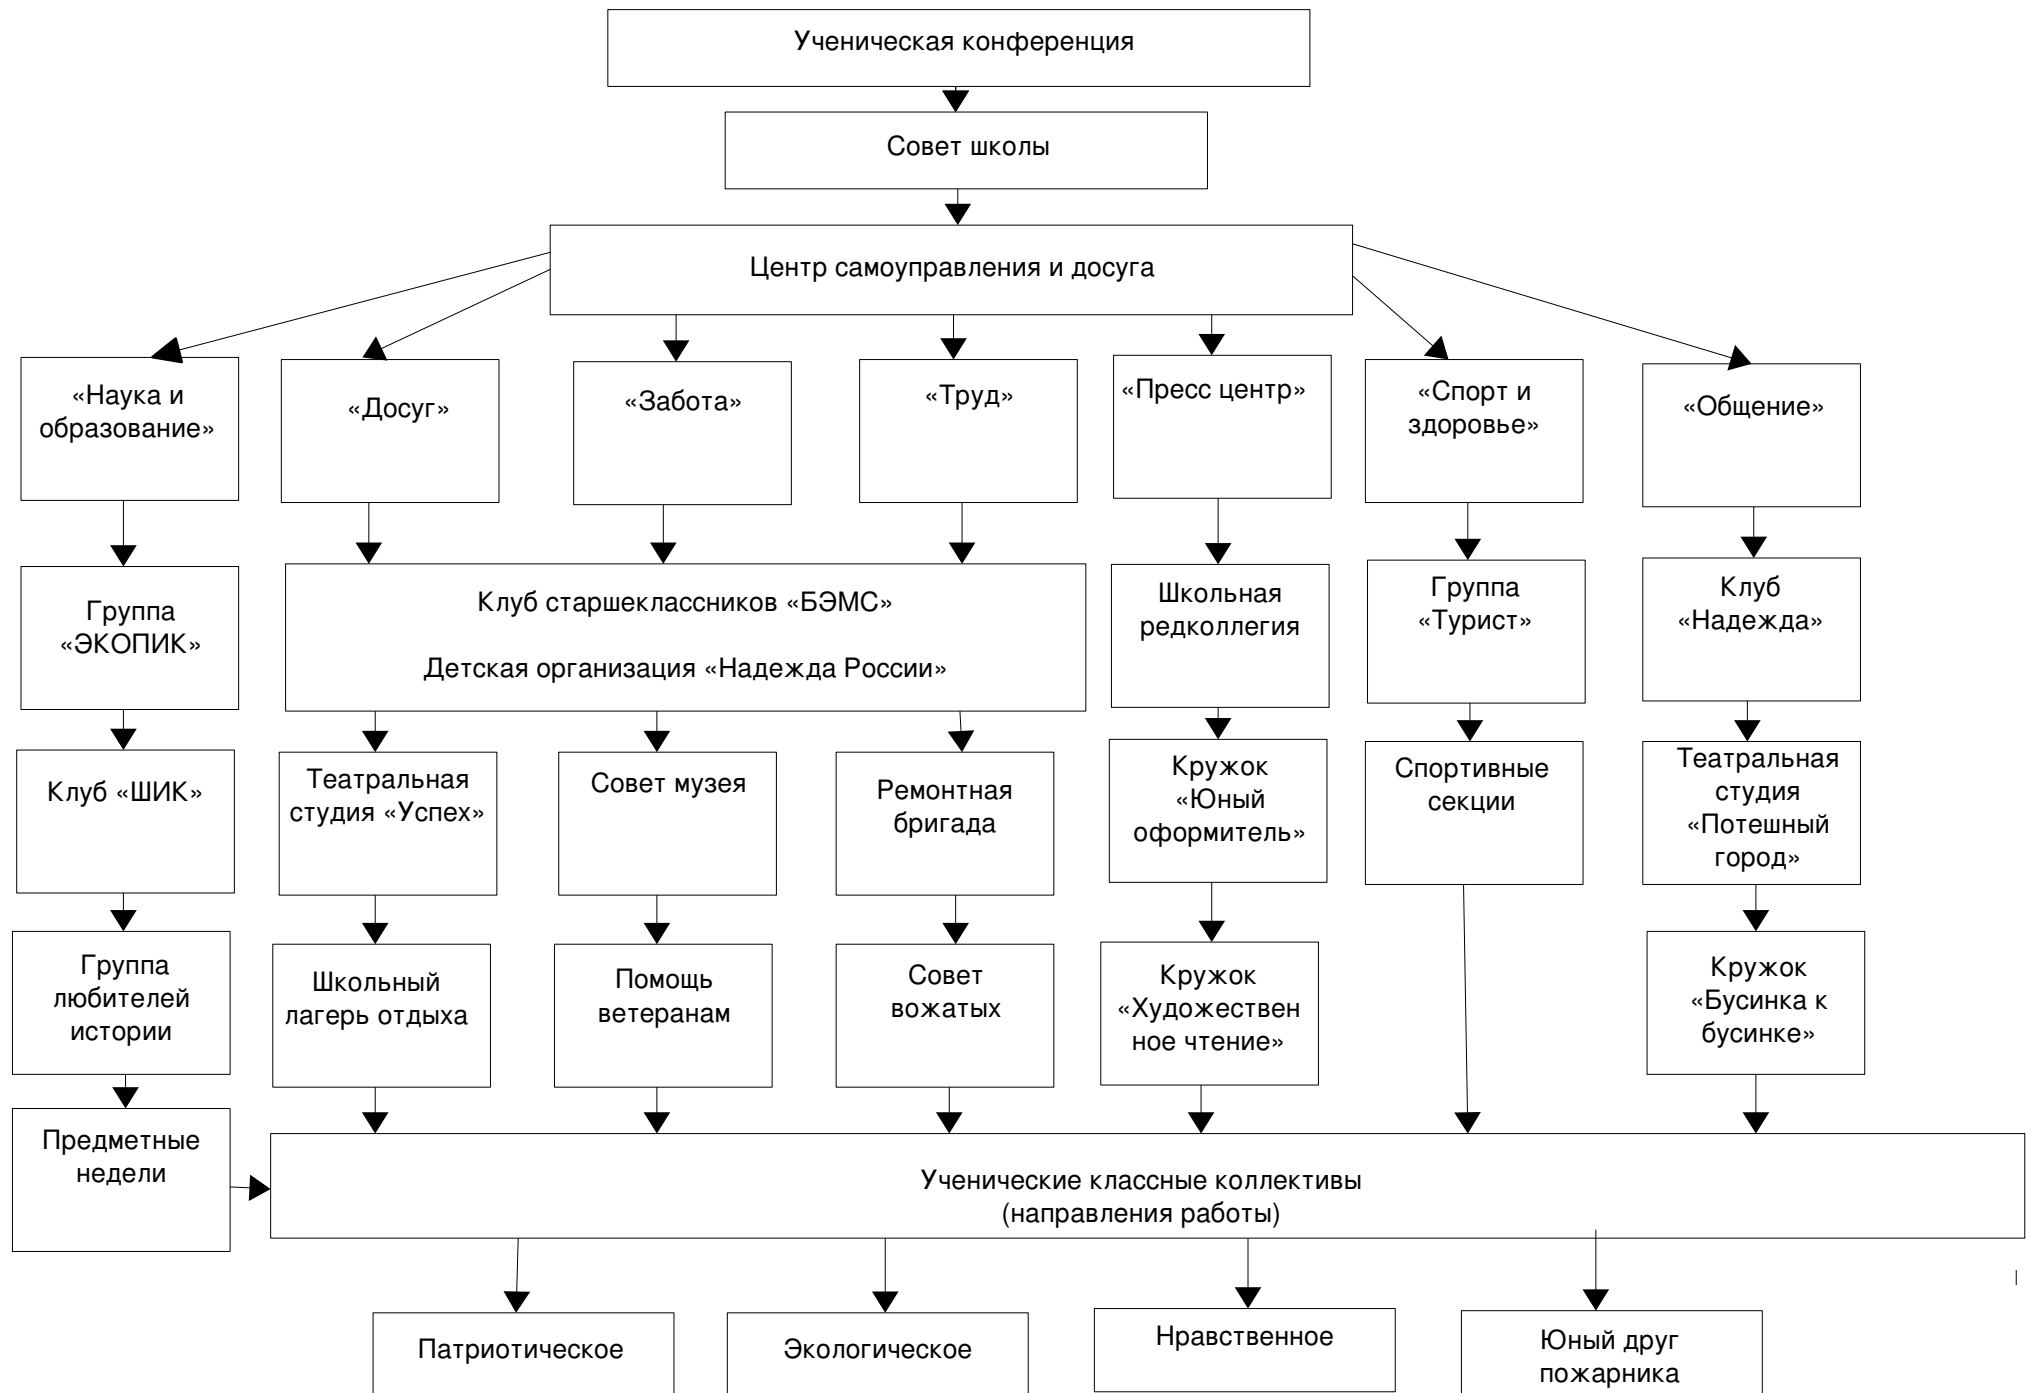 Ученическая конференция
Совет школы
Центр самоуправления и досуга
«Наука и
образование»
«Досуг»
«Забота»
«Труд»
«Пресс центр»
«Спорт и
здоровье»
«Общение»
Группа
«ЭКОПИК»
Клуб старшеклассников «БЭМС»
Детская организация «Надежда России»
Школьная
редколлегия
Группа
«Турист»
Клуб
«Надежда»
Клуб «ШИК»
Театральная
студия «Успех»
Совет музея
Ремонтная
бригада
Кружок
«Юный
оформитель»
Спортивные
секции
Театральная
студия
«Потешный
город»
Группа
любителей
истории
Школьный
лагерь отдыха
Помощь
ветеранам
Совет
вожатых
Кружок
«Художествен
ное чтение»
Кружок
«Бусинка к
бусинке»
Предметные
недели
Ученические классные коллективы
(направления работы)
Патриотическое
Экологическое
Нравственное
Юный друг
пожарника